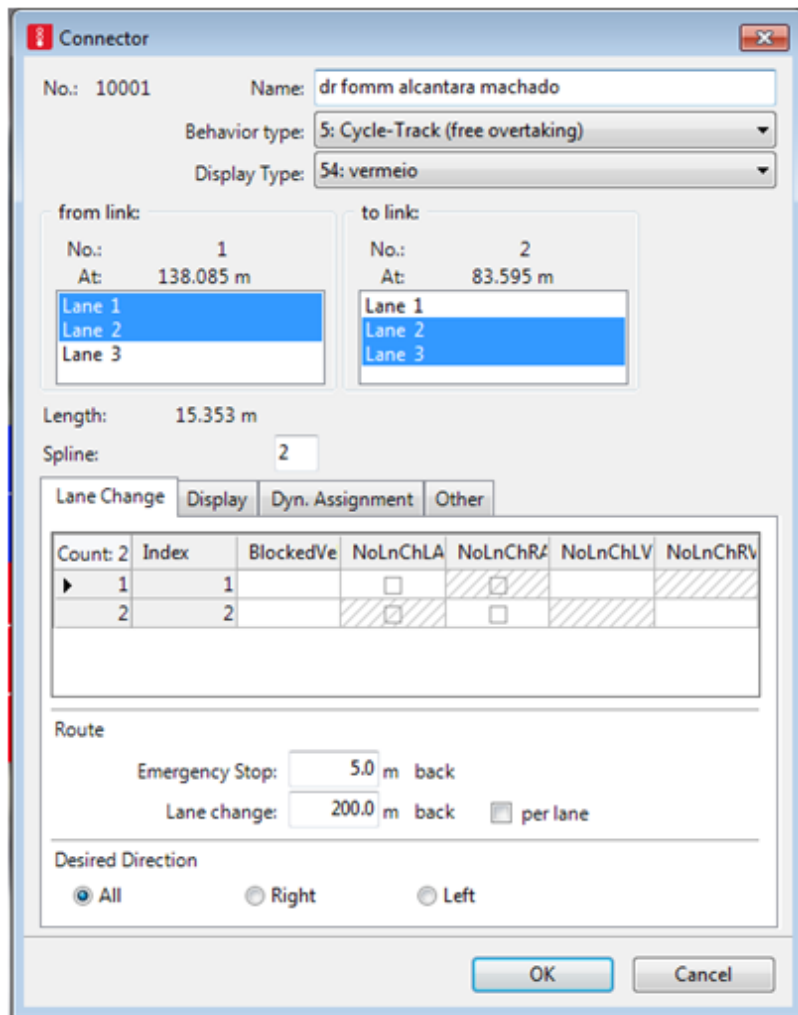 Connector
No.: 10001 Name: dr fomm alcantara machado
Behavior type: 5: Cycle-Track (free overtaking)
Display Type: 54: vermeio
from link: to link:
No.: 1 No.: 2
At: 138.085 m At: 83.595 m
Lane 1 Lane 1
Lane 2 Lane 2
Lane 3 Lane 3
Length: 15.353 m
Spline: 2
Lane Change Display Dyn. Assignment Other
Count: 2 Index BlockedVe NoLnChLA NoLnChRA NoLnChLV NoLnChRV
1 1
2 2
Route
Emergency Stop: 5.0 m back
Lane change: 200.0 m back per lane
Desired Direction
All Right Left
OK Cancel